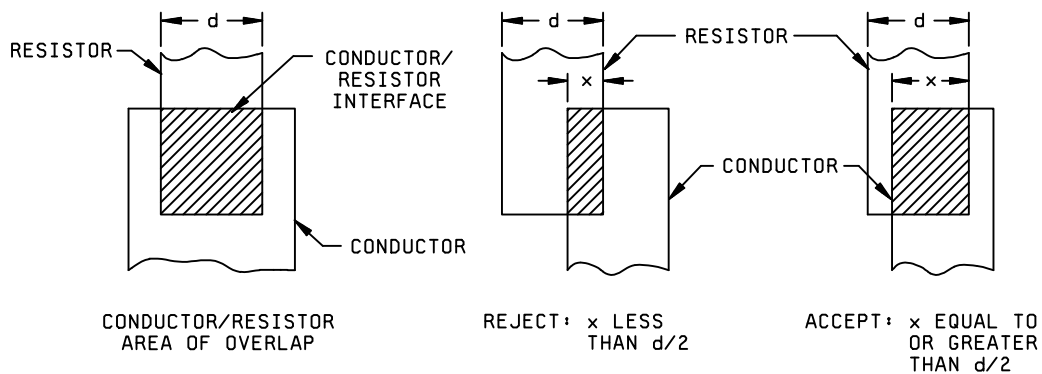 d
RESISTOR
CONDUCTOR/
RESISTOR
INTERFACE
CONDUCTOR
CONDUCTOR/RESISTOR
AREA OF OVERLAP
d
RESISTOR
x
CONDUCTOR
REJECT: x LESS
THAN d/2
d
x
ACCEPT: x EQUAL TO
OR GREATER
THAN d/2